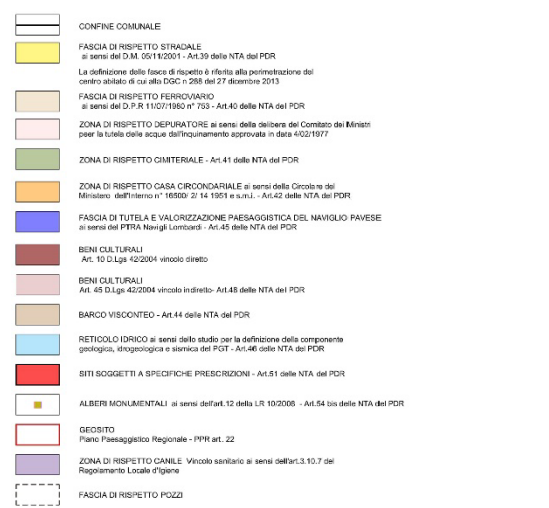 CONFINE COMUNALE
FASCIA DI RISPETTO STRADALE
ai sensi del D.M. 05/11/2001 - Art.39 delle NTA del PDR
La definizione delle fasce di rispetto è riferita alla perimetrazione del
centro abitato di cui alla DGC n 268 del 27 dicembre 2013
FASCIA DI RISPETTO FERROVIARIO
ai sensi del D.P.R 11/07/1980 n° 753 - Art.40 delle NTA del PDR
ZONA DI RISPETTO DEPURATORE ai sensi della delibera del Comitato dei Ministri
peer la tutela delle acque dall'inquinamento approvata in data 4/02/1977
ZONA DI RISPETTO CIMITERIALE - Art.41 delle NTA del PDR
ZONA DI RISPETTO CASA CIRCONDARIALE ai sensi della Circolare del
Ministero dell'Interno n° 16500/ 2/ 14 1951 e s.m.i. - Art.42 delle NTA del PDR
FASCIA DI TUTELA E VALORIZZAZIONE PAESAGGISTICA DEL NAVIGLIO PAVESE
ai sensi del PTRA Navigli Lombardi - Art.45 delle NTA del PDR
BENI CULTURALI
Art. 10 D.Lgs 42/2004 vincolo diretto
BENI CULTURALI
Art. 45 D.Lgs 42/2004 vincolo indiretto- Art.48 delle NTA del PDR
BARCO VISCONTEO - Art.44 delle NTA del PDR
RETICOLO IDRICO ai sensi dello studio per la definizione della componente
geologica, idrogeologica e sismica del PGT - Art.46 delle NTA del PDR
SITI SOGGETTI A SPECIFICHE PRESCRIZIONI - Art.51 delle NTA del PDR
ALBERI MONUMENTALI ai sensi dell'art.12 della LR 10/2008 - Art.54 bis delle NTA del PDR
GEOSITO
Piano Paesaggistico Regionale - PPR art. 22
ZONA DI RISPETTO CANILE Vincolo sanitario ai sensi dell'art.3.10.7 del
Regolamento Locale d'Igiene
FASCIA DI RISPETTO POZZI